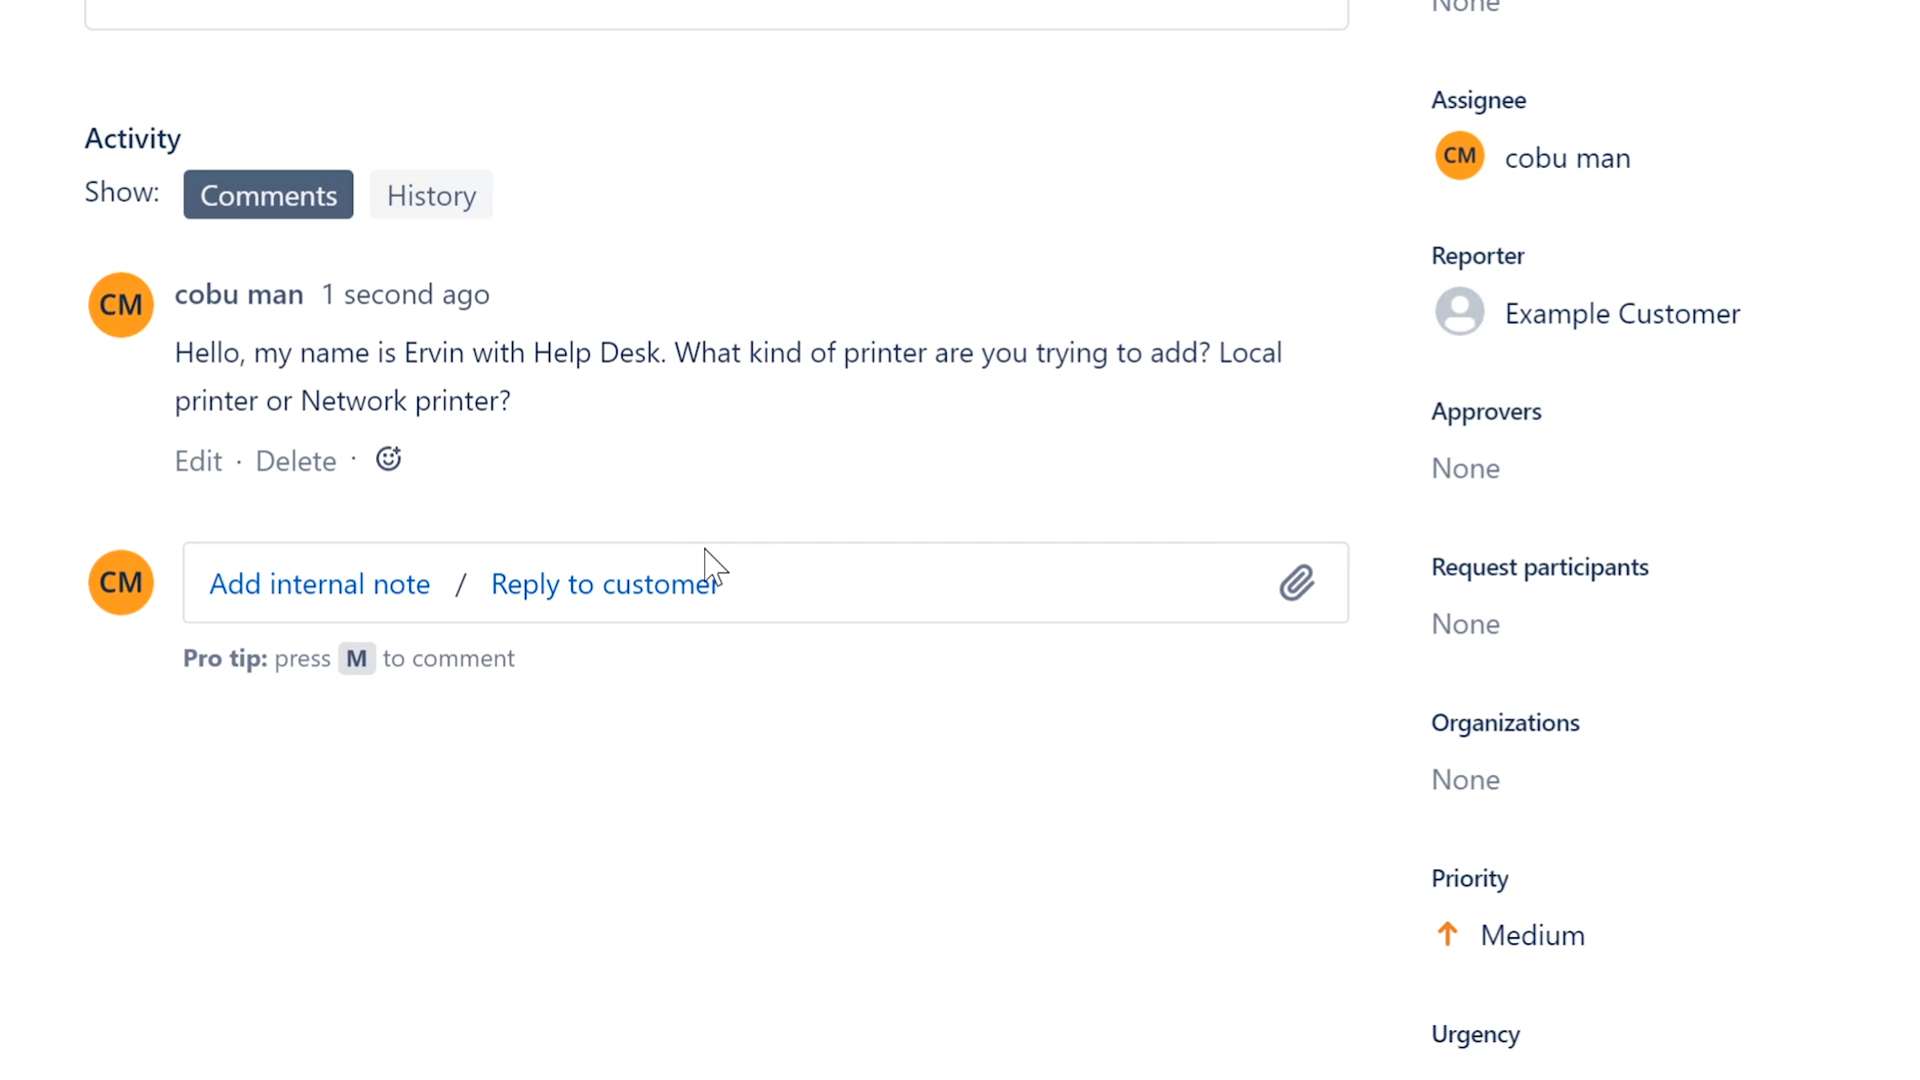 None
Assignee
CM cobu man
Activity
Show: Comments History
Reporter
Example Customer
CM cobu man 1 second ago
Hello, my name is Ervin with Help Desk. What kind of printer are you trying to add? Local
printer or Network printer?
Edit · Delete ·
Approvers
None
CM Add internal note / Reply to customer
Pro tip: press M to comment
Request participants
None
Organizations
None
Priority
Medium
Urgency